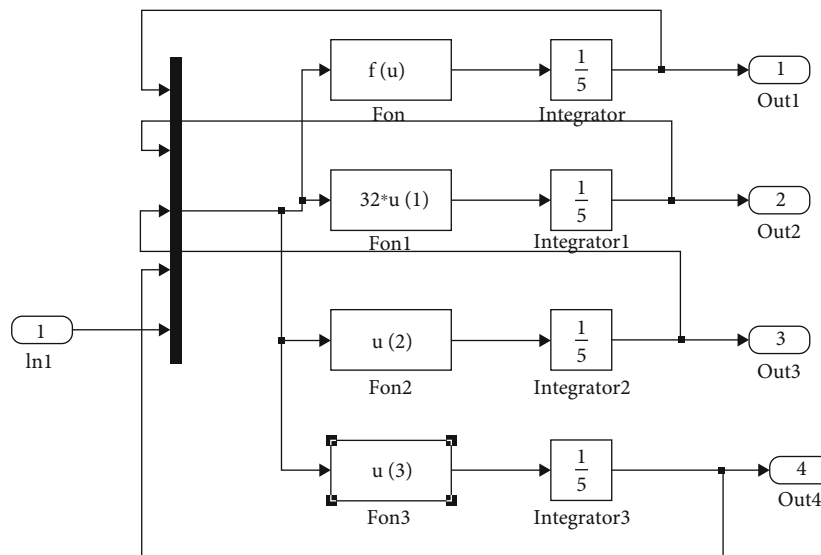 f (u)
1
5
1
Fon
Integrator
Out1
32*u (1)
1
5
2
Fon1
Integrator1
Out2
1
ln1
u (2)
1
5
3
Fon2
Integrator2
Out3
u (3)
1
5
4
Fon3
Integrator3
Out4